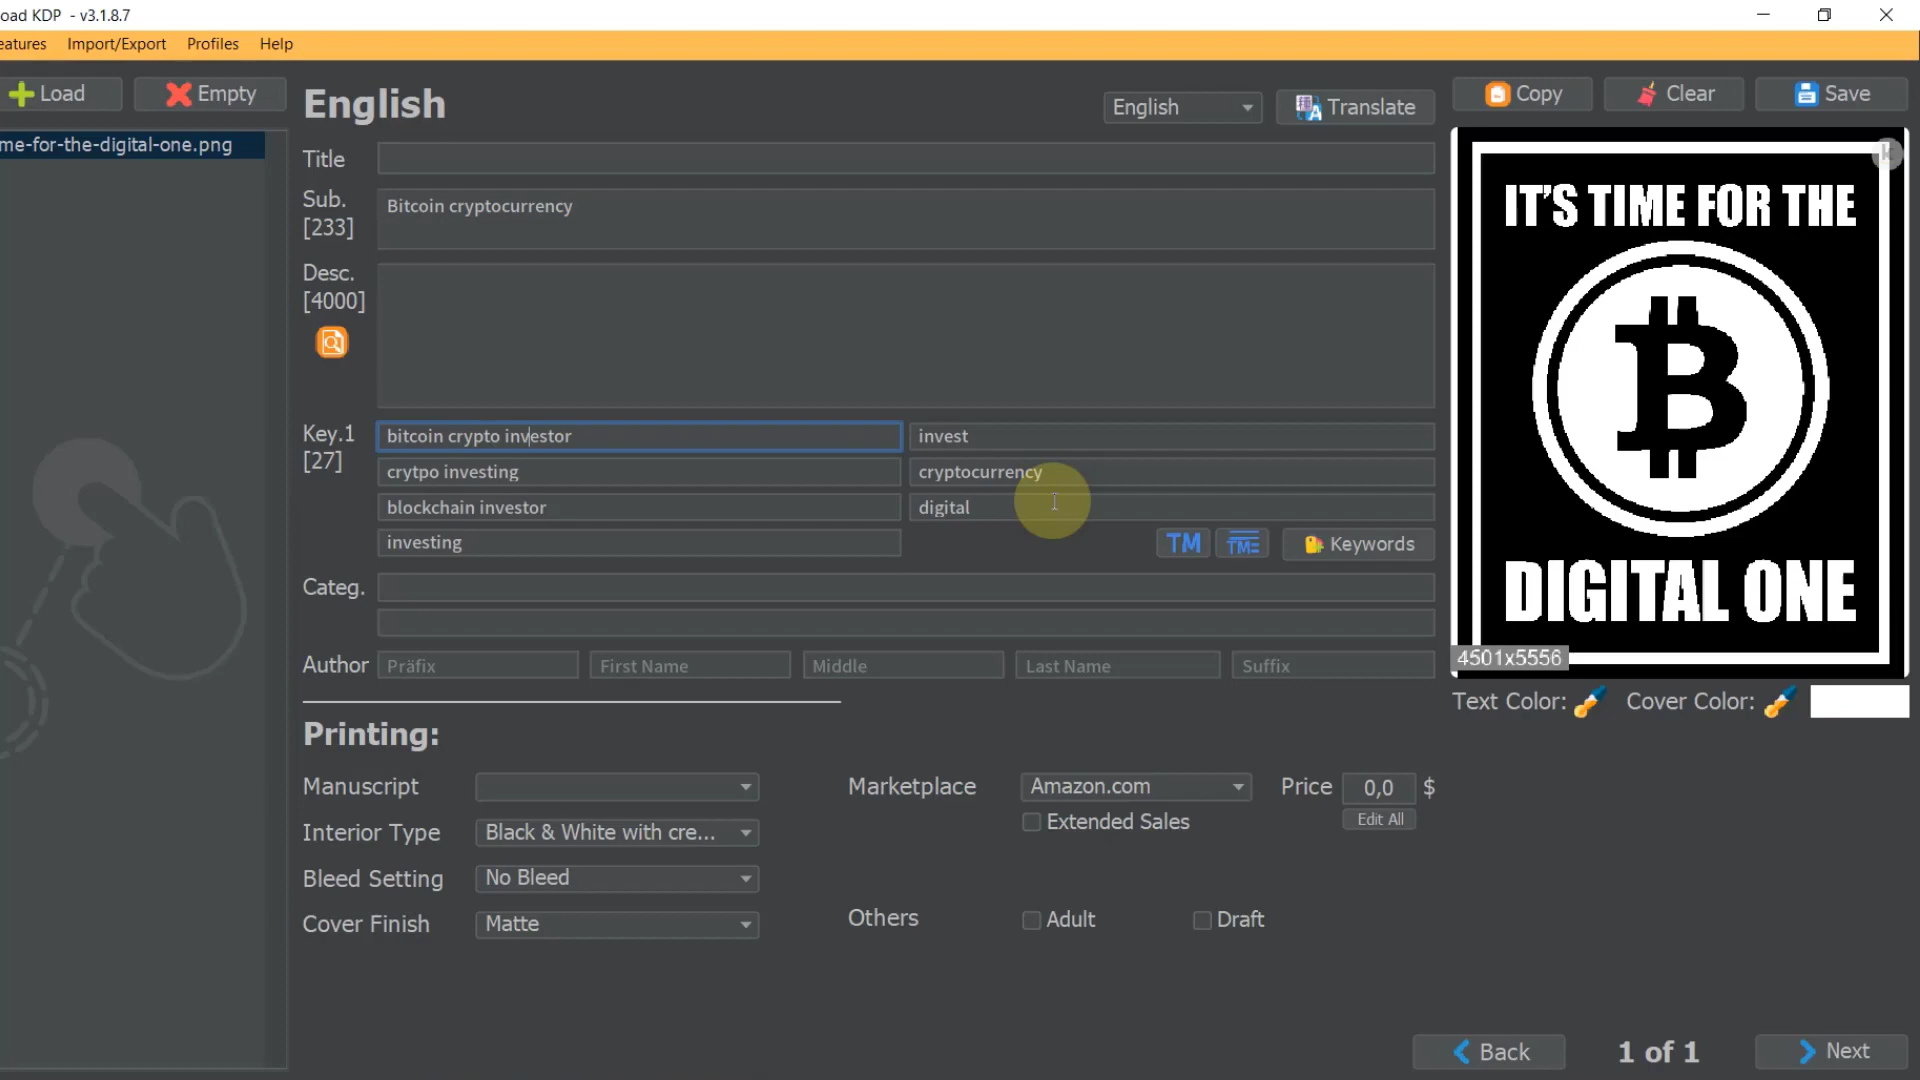 oad KDP - v3.1.8.7
eatures Import/Export Profiles Help
Load Empty English English Translate Copy Clear Save
me-for-the-digital-one.png
Title
Sub. [233] Bitcoin cryptocurrency
Desc. [4000]
Key.1 [27]
bitcoin crypto investor invest
crytpo investing cryptocurrency
blockchain investor digital
investing TM TM Keywords
Categ.
Author Präfix First Name Middle Last Name Suffix
IT'S TIME FOR THE
B
DIGITAL ONE
k
4501x5556
Text Color: Cover Color:
Printing:
Manuscript Marketplace Amazon.com Price 0,0 $
Extended Sales Edit All
Interior Type Black & White with cre...
Bleed Setting No Bleed
Cover Finish Matte Others Adult Draft
Back 1 of 1 Next